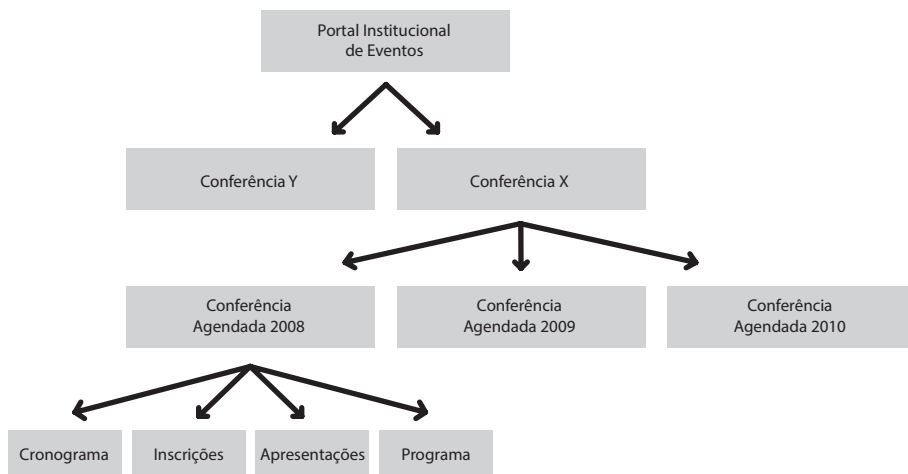 Portal Institucional
de Eventos
Conferência Y
Conferência X
Conferência
Agendada 2008
Conferência
Agendada 2009
Conferência
Agendada 2010
Cronograma
Inscrições
Apresentações
Programa